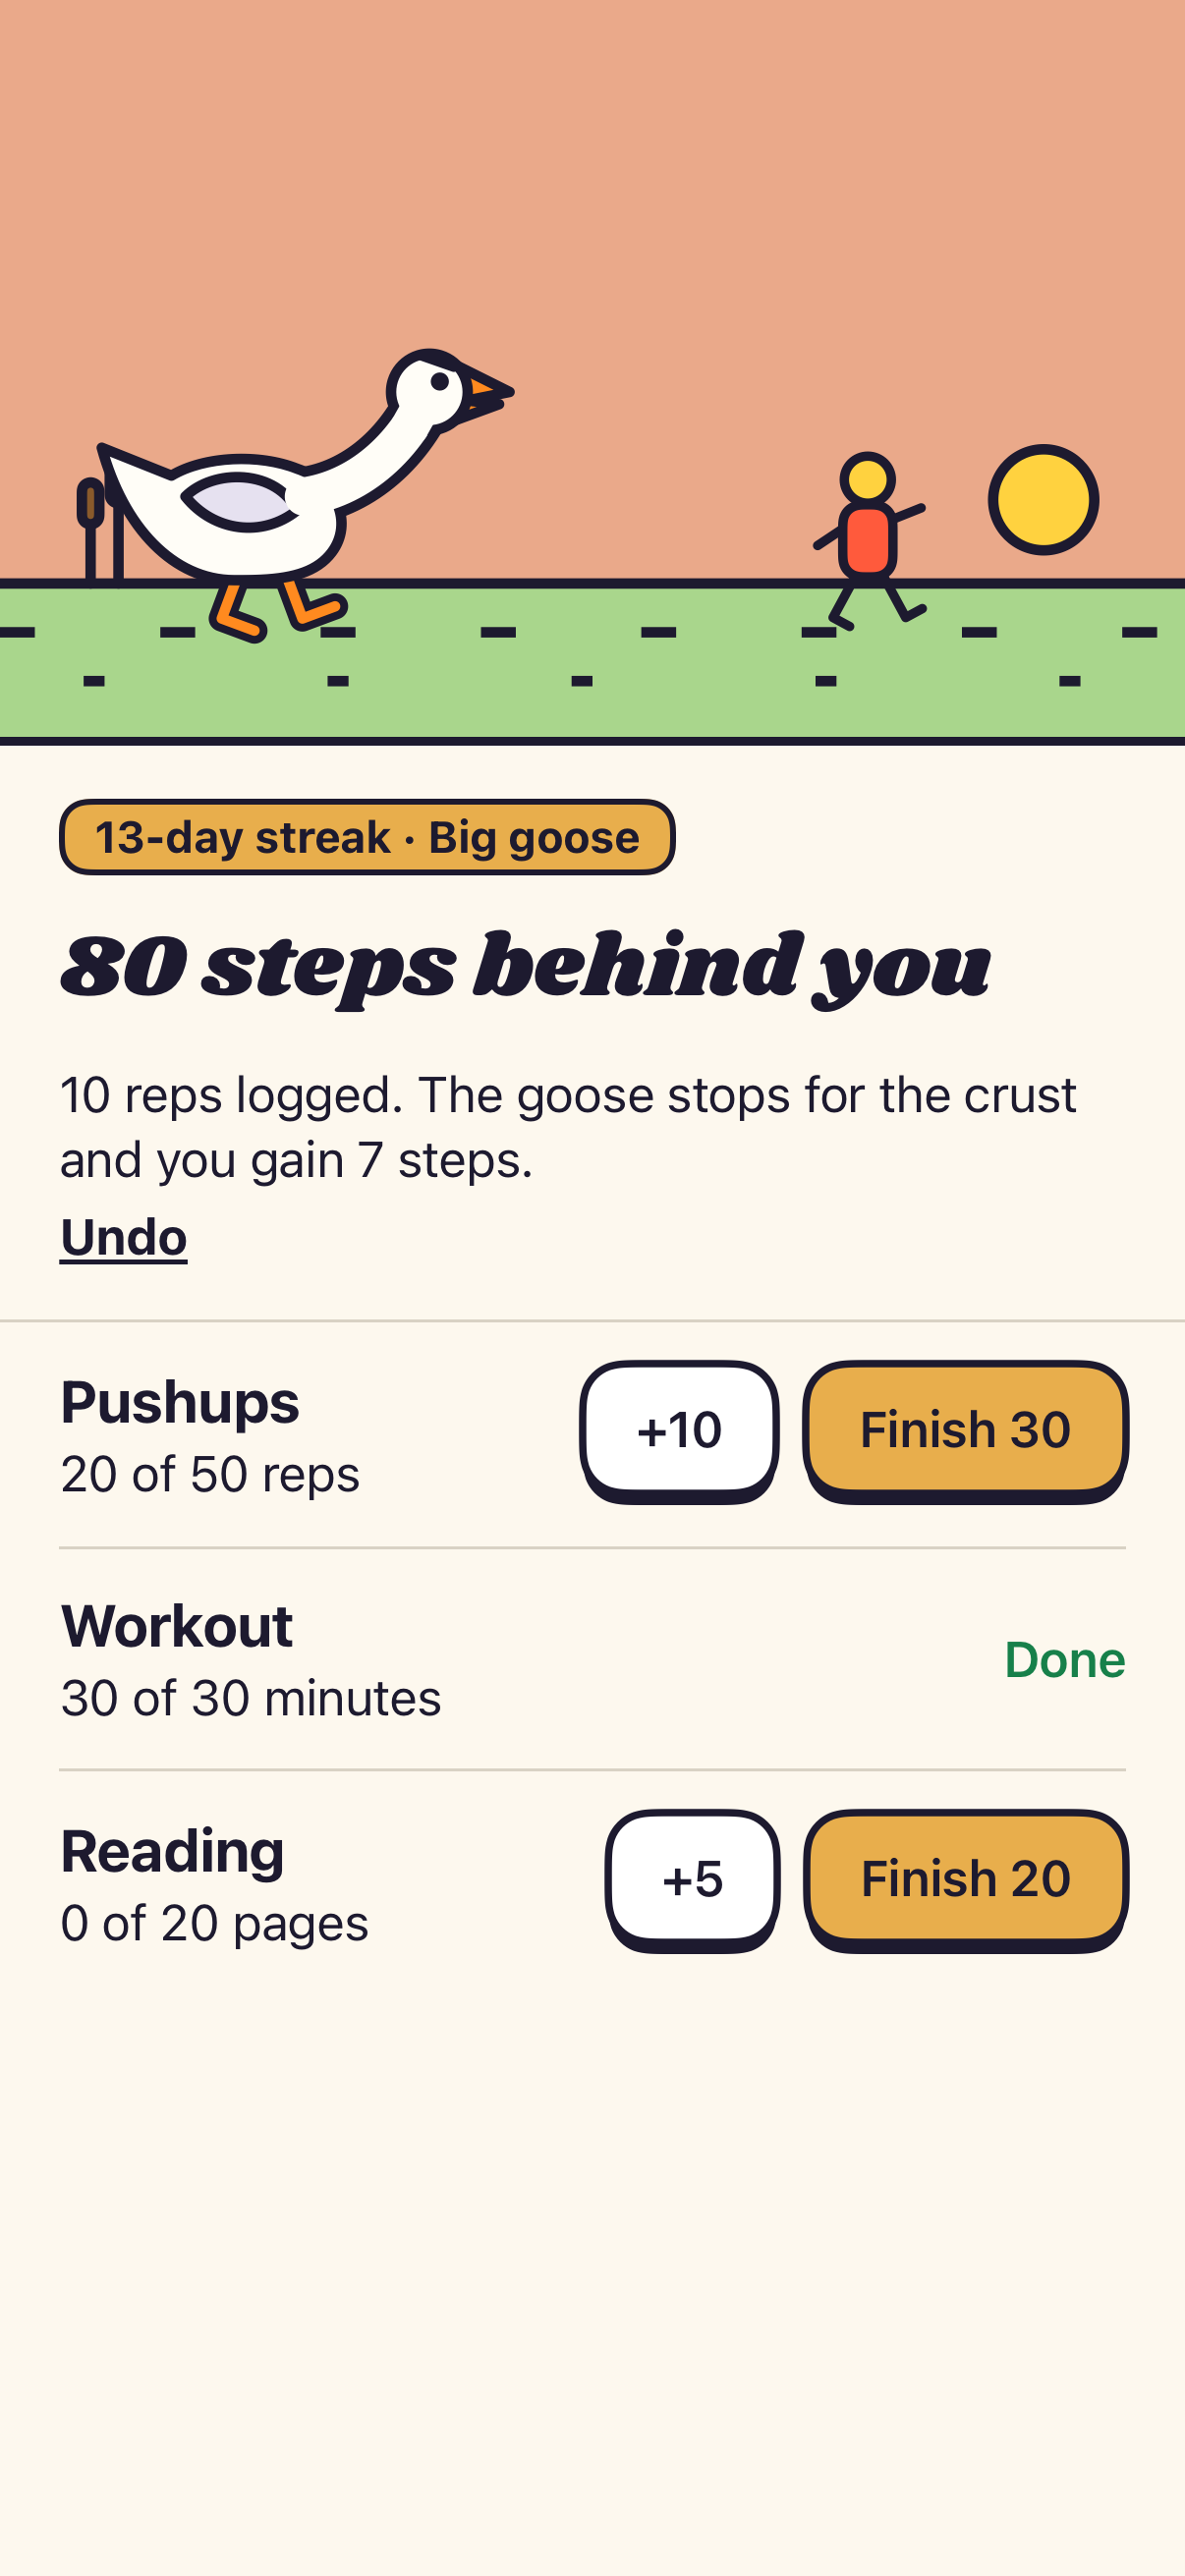 13-day streak · Big goose
80 steps behind you
10 reps logged. The goose stops for the crust
and you gain 7 steps.
Undo
Pushups
20 of 50 reps
+10
Finish 30
Workout
30 of 30 minutes
Done
Reading
0 of 20 pages
+5
Finish 20